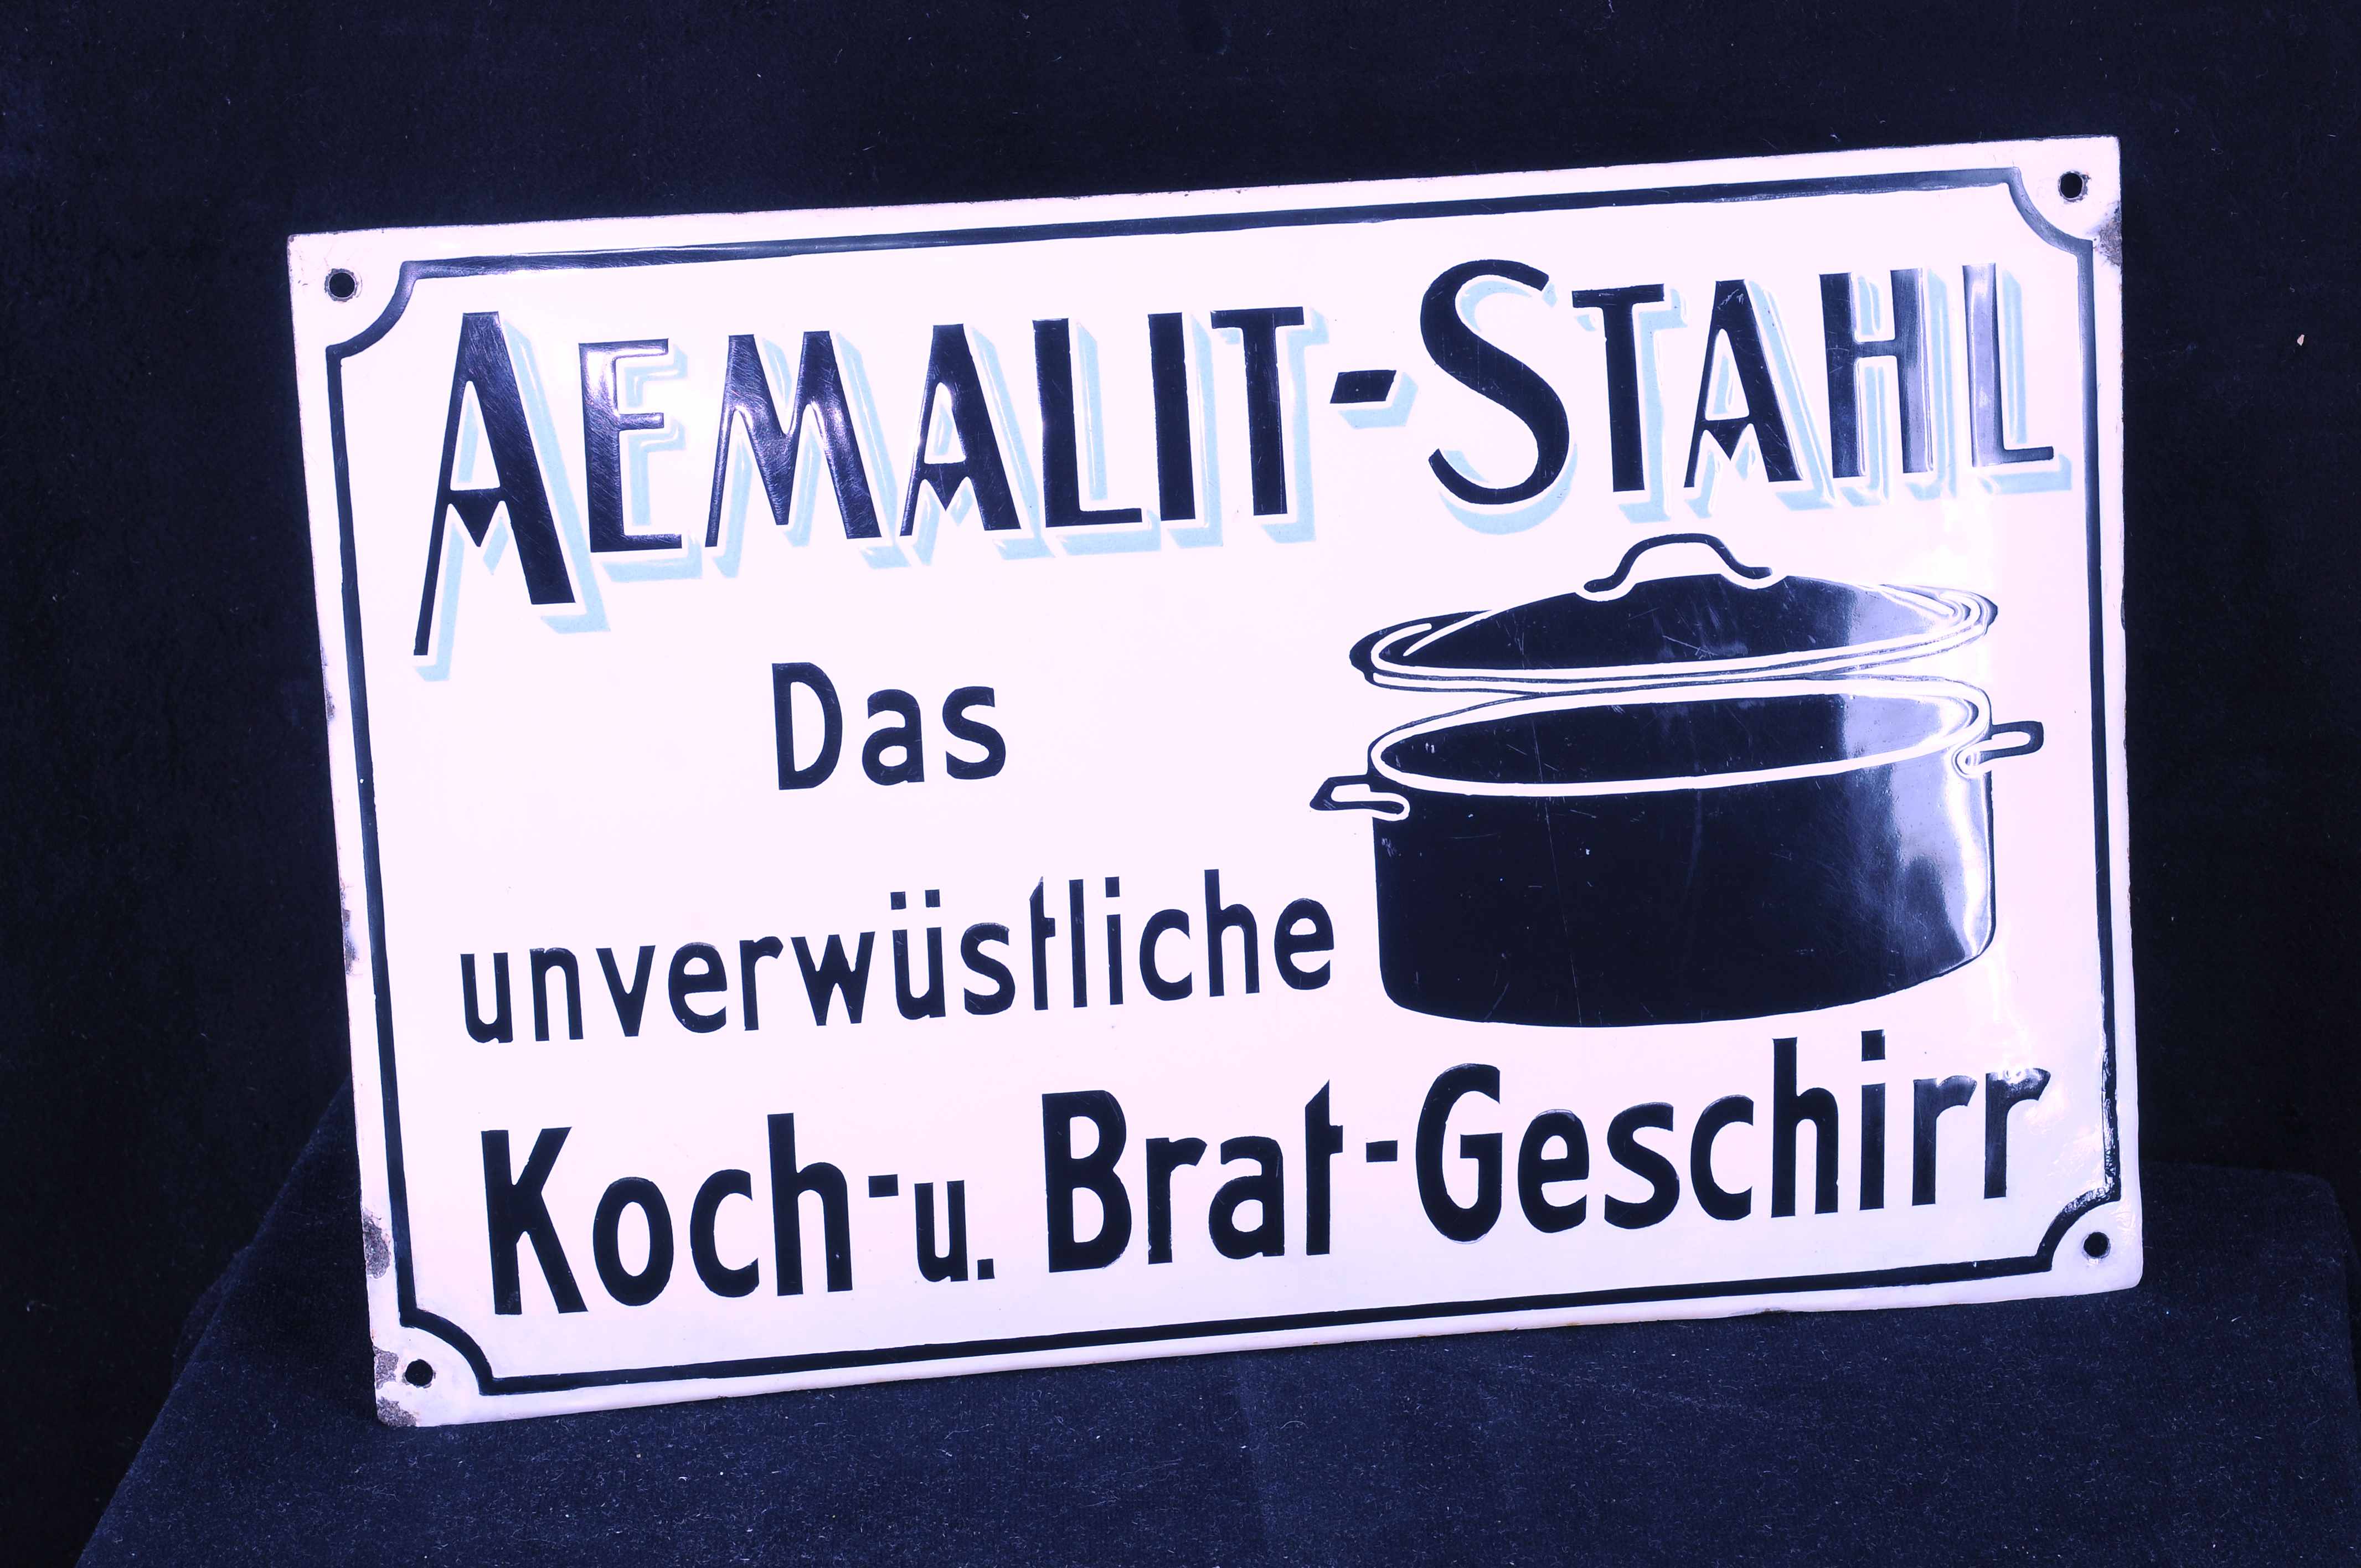 AEMALIT-STAHL
Das
unverwüstliche
Koch-u. Brat-Geschirr